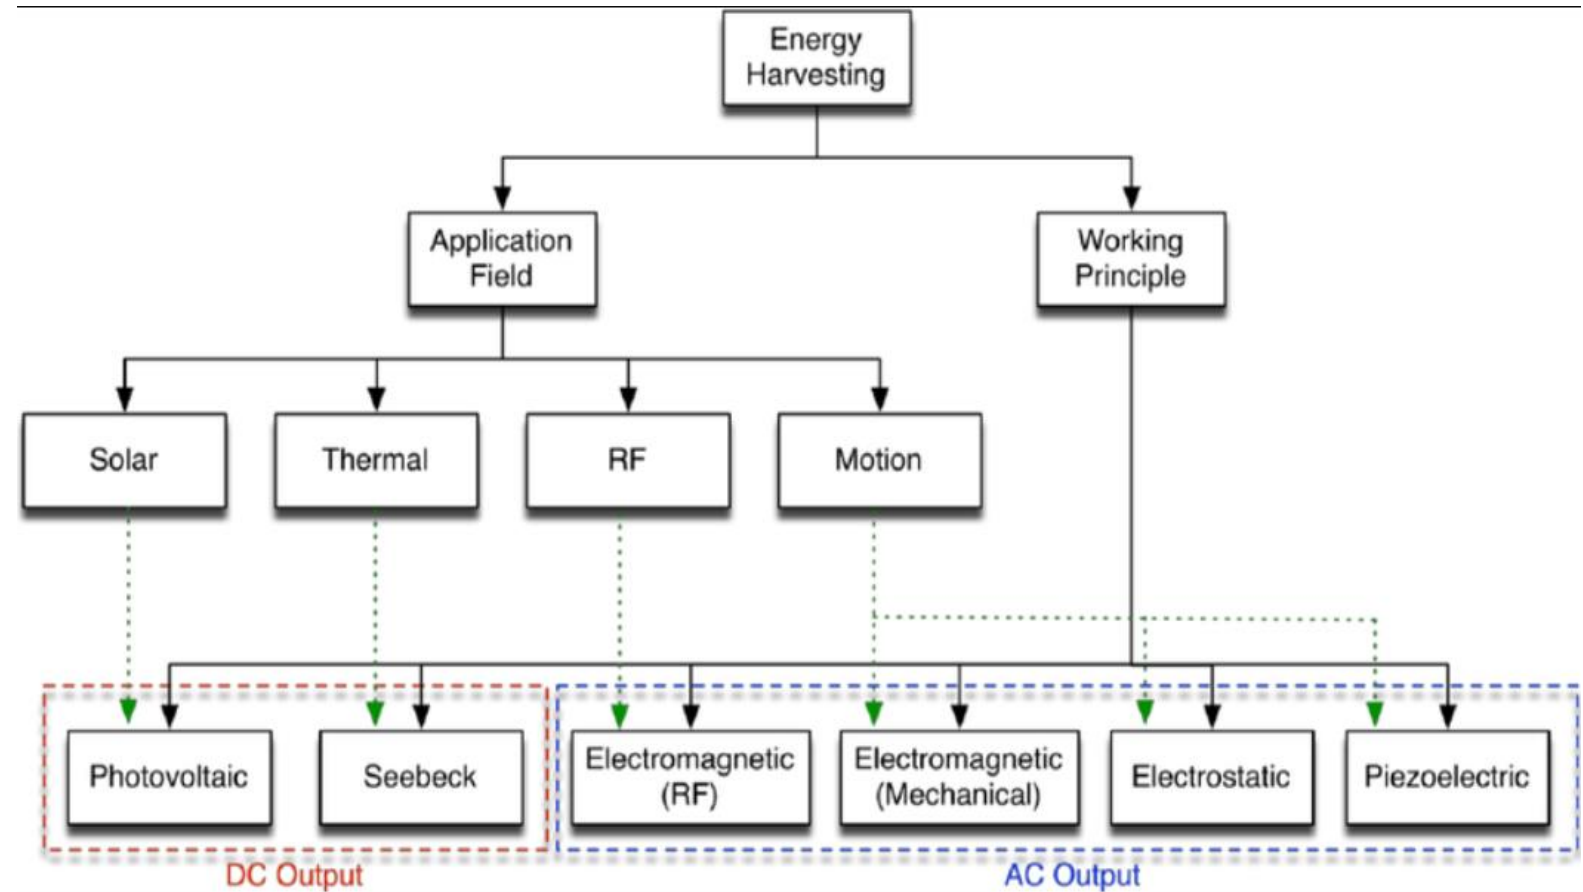 Energy
Harvesting
Application
Field
Working
Principle
Solar
Thermal
RF
Motion
Photovoltaic
Seebeck
Electromagnetic
(RF)
Electromagnetic
(Mechanical)
Electrostatic
Piezoelectric
DC Output
AC Output